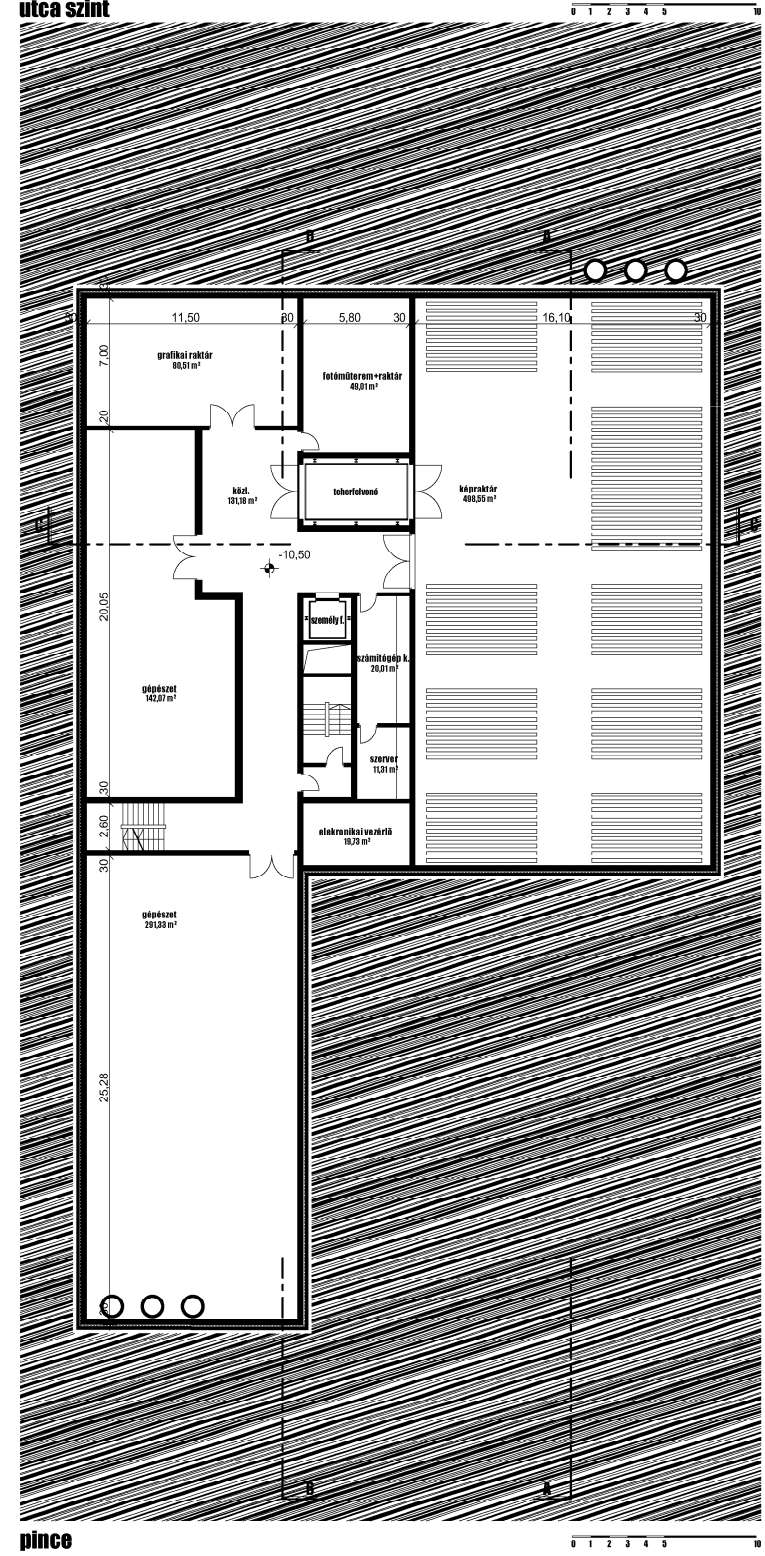 utca szint
0 1 2 3 4 5 10
B A
30 11,50 30 5,80 30 16,10 30
7,00
grafikai raktár
80,51 m²
fotóműterem+raktár
49,01 m²
20
közl.
131,18 m²
teherfelvonó
képraktár
498,55 m²
C C
-10,50
20,05
személy f.
számitógép k.
20,01 m²
gépészet
142,07 m²
szerver
11,31 m²
30
2,60
elekronikai vezérlő
19,73 m²
30
gépészet
291,33 m²
25,28
B A
pince
0 1 2 3 4 5 10